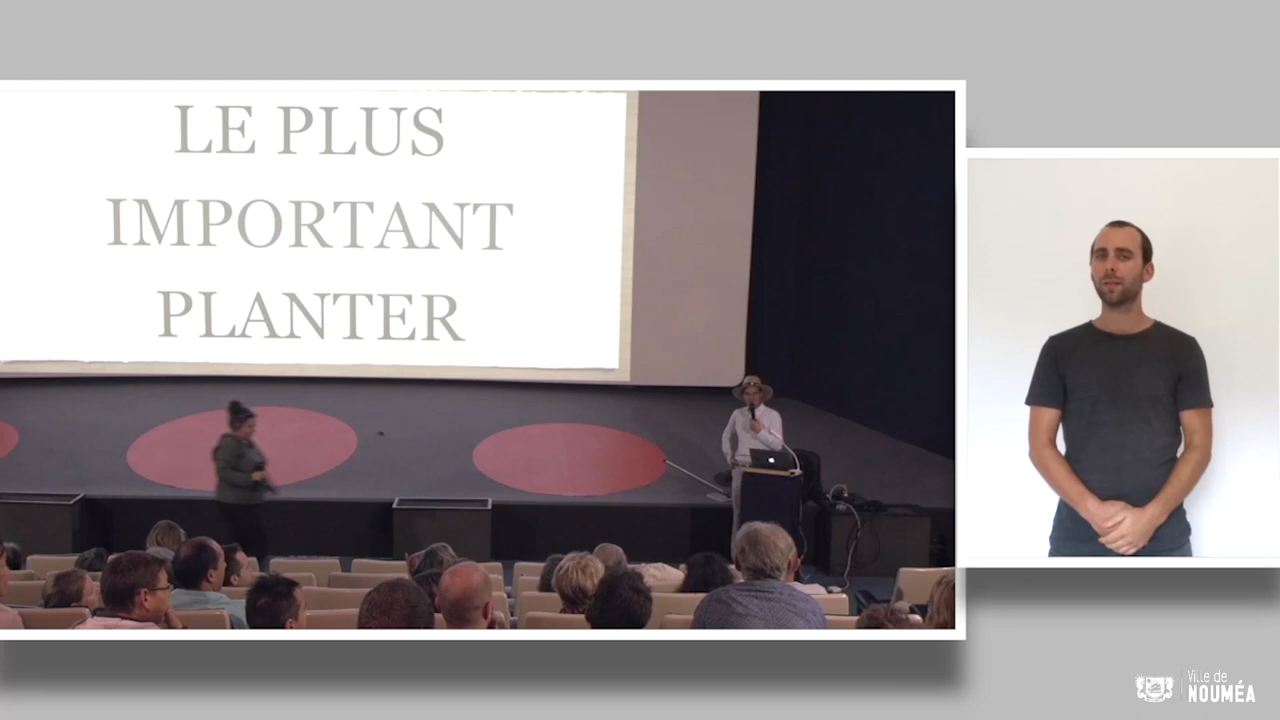 LE PLUS
IMPORTANT
PLANTER
Ville de
NOUMÉA